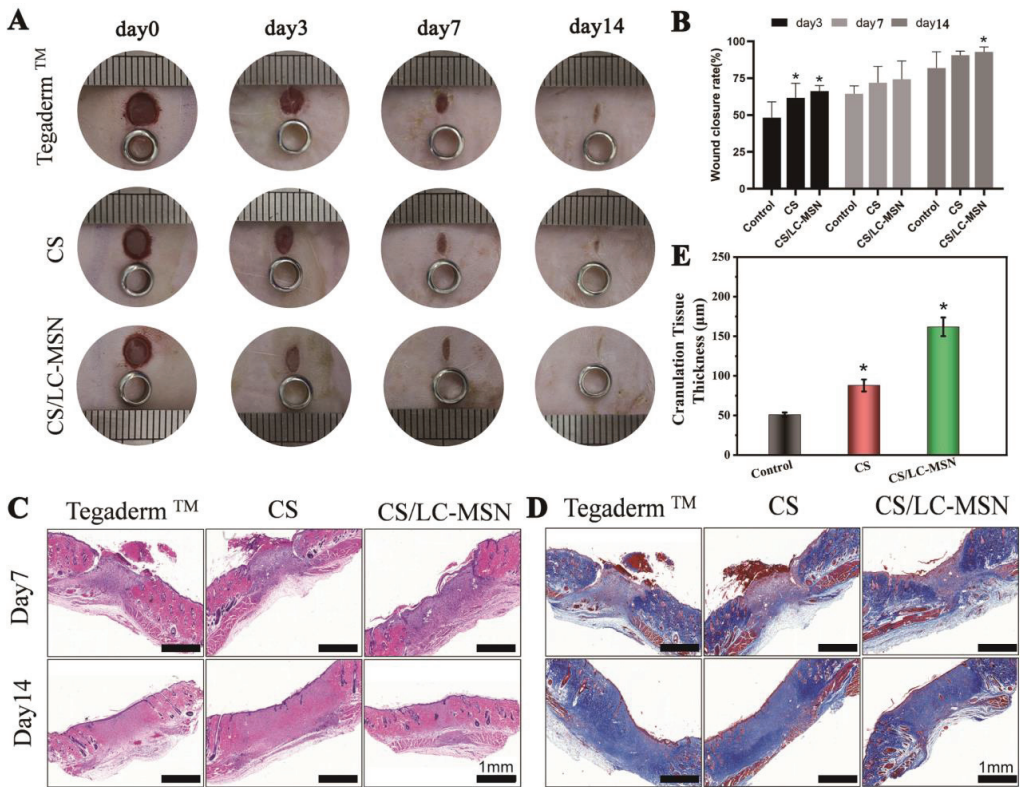 A
day0 day3 day7 day14
Tegaderm ™
CS
CS/LC-MSN
B
day3 day7 day14
Wound closure rate(%)
100
75
50
25
0
* * *
Control CS CS/LC-MSN Control CS CS/LC-MSN Control CS CS/LC-MSN
E
Cranulation Tissue
Thickness (μm)
250
200
150
100
50
0
* *
Control CS CS/LC-MSN
C
Tegaderm ™ CS CS/LC-MSN
Day7
Day14
1mm
D
Tegaderm ™ CS CS/LC-MSN
1mm